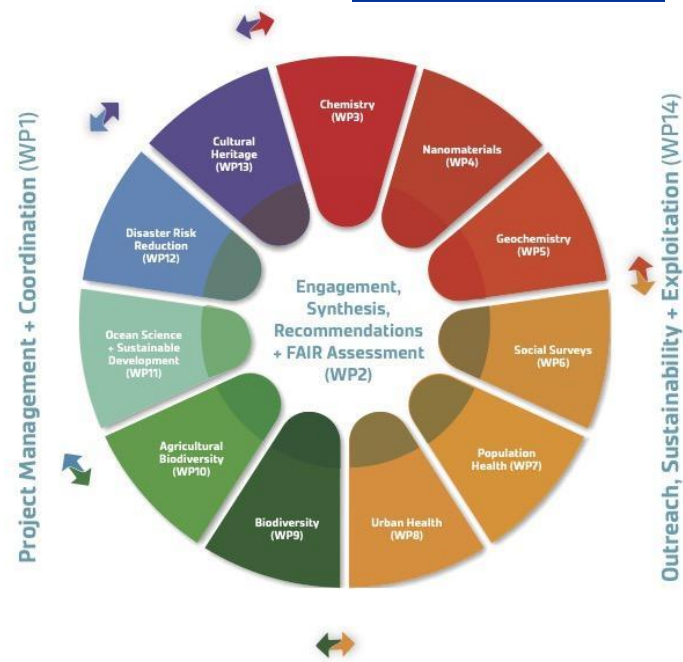 Project Management + Coordination (WP1)
Chemistry
(WP3)
Nanomaterials
(WP4)
Geochemistry
(WP5)
Social Surveys
(WP6)
Population
Health (WP7)
Urban Health
(WP8)
Biodiversity
(WP9)
Agricultural
Biodiversity
(WP10)
Ocean Science
+ Sustainable
Development
(WP11)
Disaster Risk
Reduction
(WP12)
Cultural
Heritage
(WP13)
Engagement,
Synthesis,
Recommendations
+ FAIR Assessment
(WP2)
Outreach, Sustainability + Exploitation (WP14)